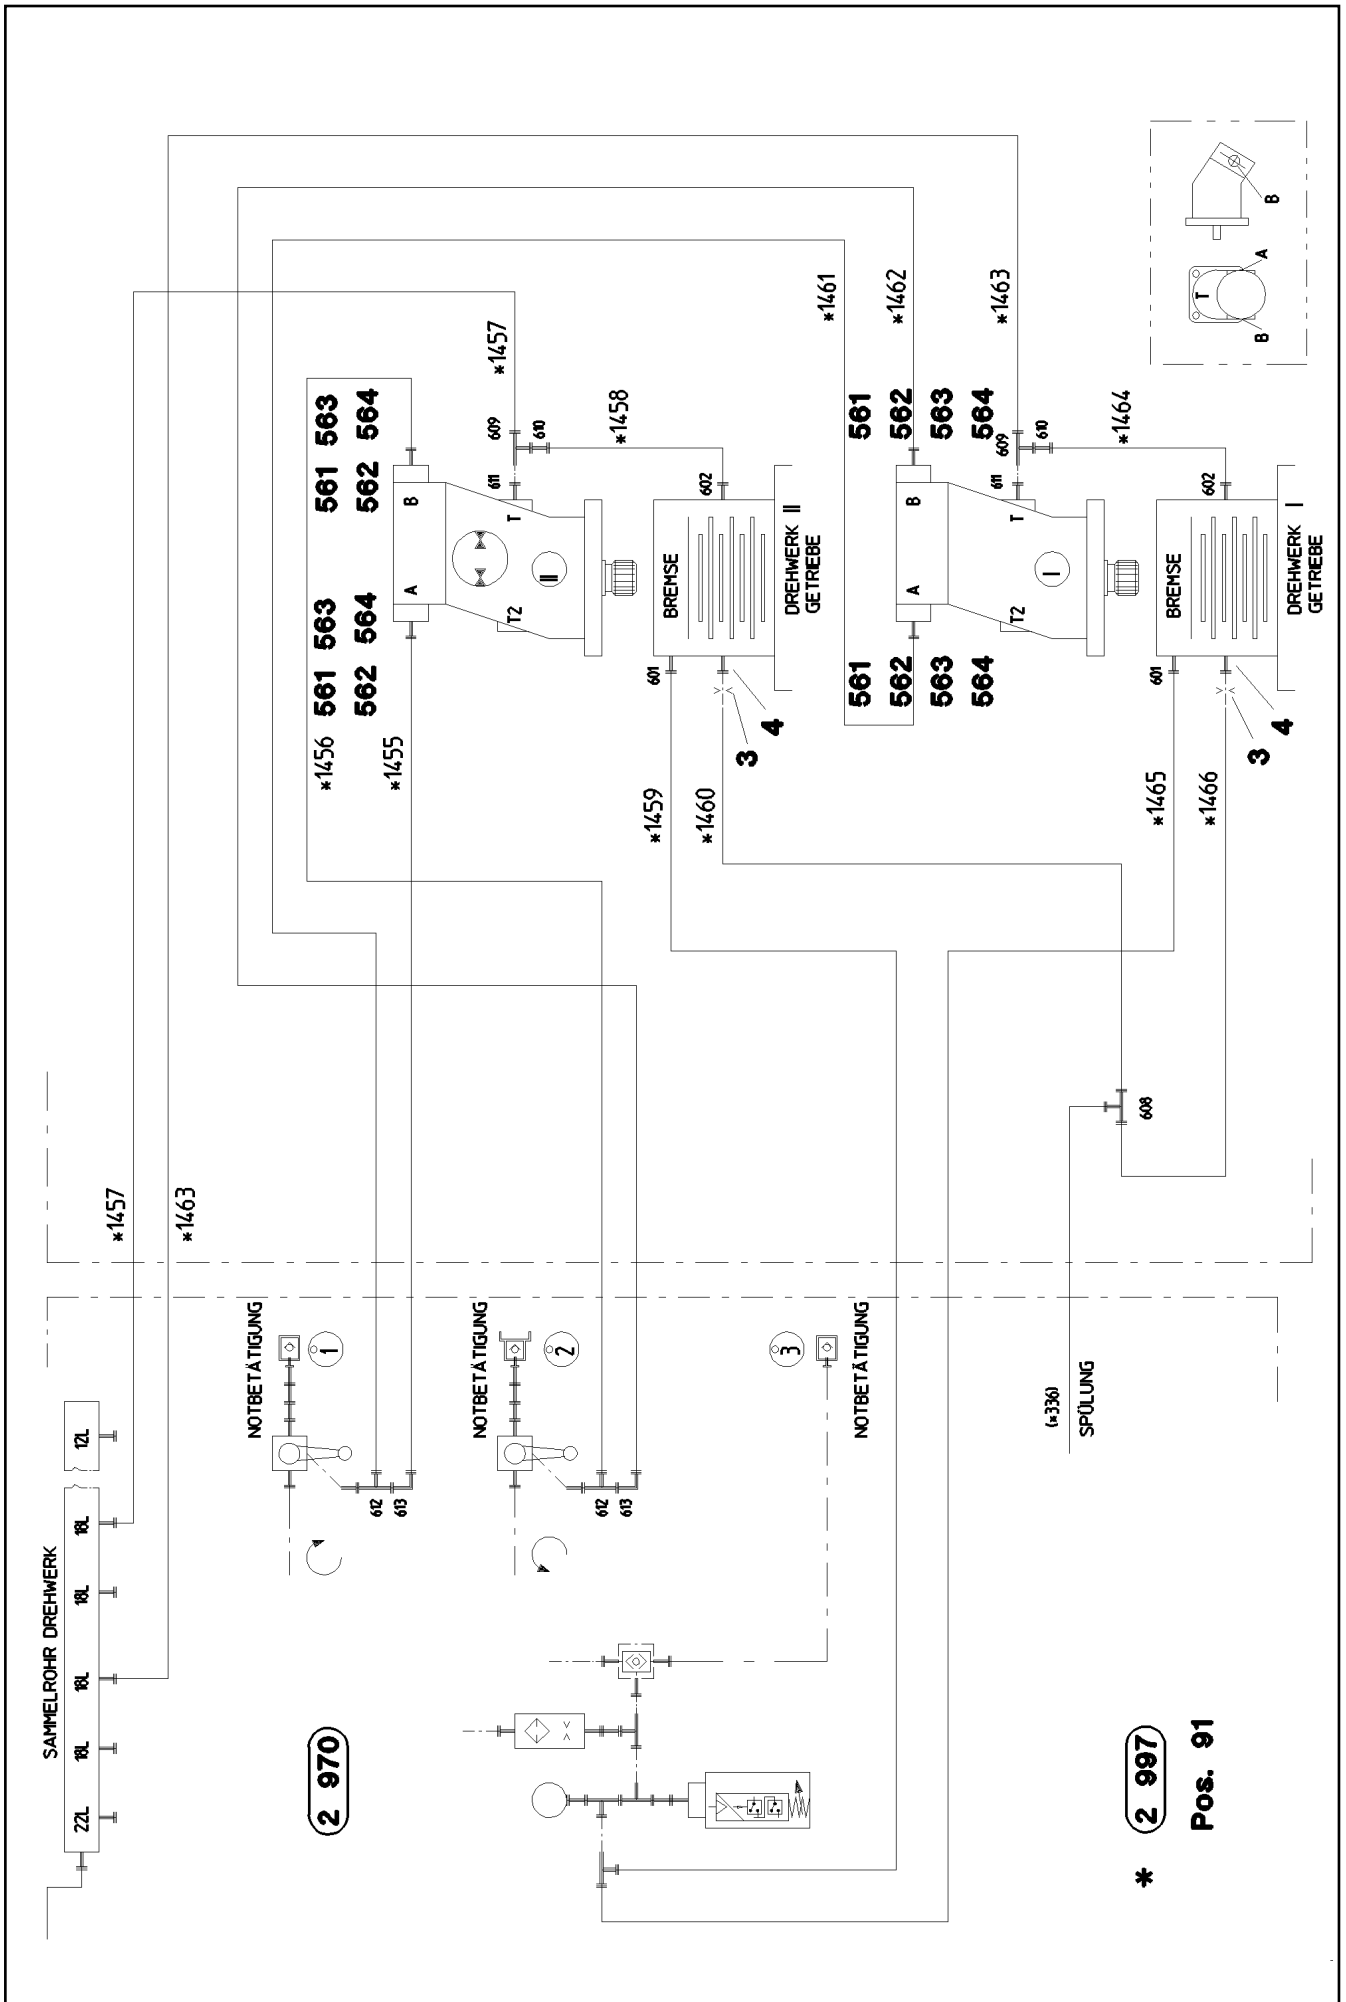 SAMMELROHR DREHWERK
22L
18L
18L
18L
18L
12L
*1457
*1463
NOTBETÄTIGUNG
1
612
613
NOTBETÄTIGUNG
2
612
613
3
NOTBETÄTIGUNG
(*336)
SPÜLUNG
608
2 970
* 2 997
Pos. 91
*1456
561 563
562 564
561 563
562 564
*1455
A
B
T2
T
II
611
609
610
*1457
*1458
BREMSE
601
602
3
4
DREHWERK II
GETRIEBE
*1459
*1460
*1461
*1462
*1463
561
562
563
564
561
562
563
564
A
B
T2
T
I
611
609
610
*1464
BREMSE
601
602
3
4
DREHWERK I
GETRIEBE
*1465
*1466
B
T
A
B